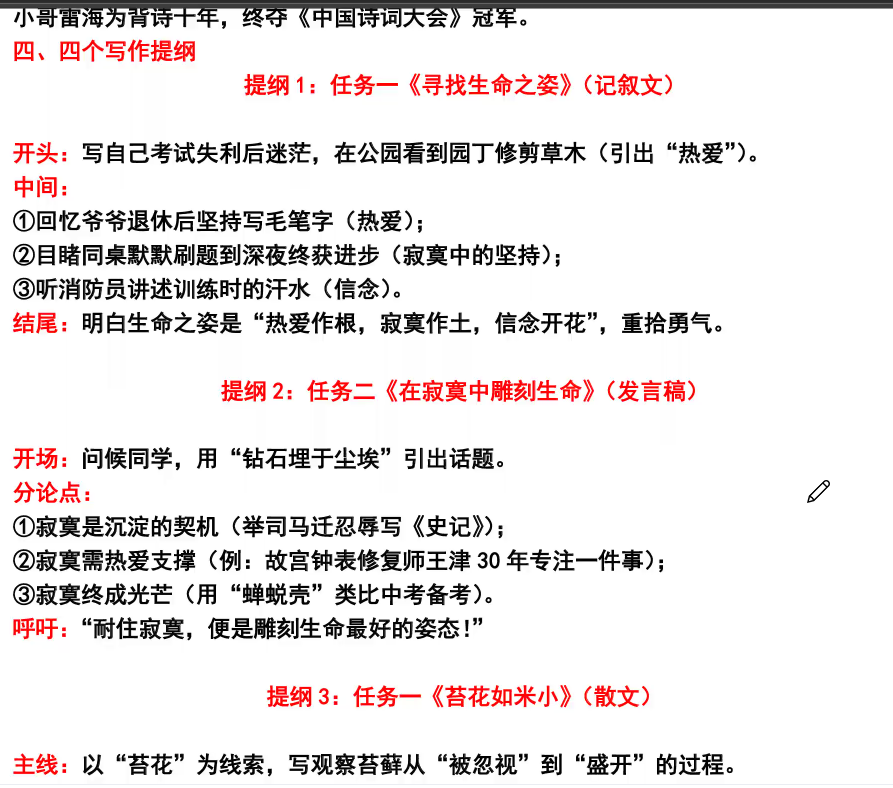 小哥雷海为背诗十年，终夺《中国诗词大会》冠军。
四、四个写作提纲
提纲 1：任务一《寻找生命之姿》（记叙文）
开头：写自己考试失利后迷茫，在公园看到园丁修剪草木（引出“热爱”）。
中间：
①回忆爷爷退休后坚持写毛笔字（热爱）；
②目睹同桌默默刷题到深夜终获进步（寂寞中的坚持）；
③听消防员讲述训练时的汗水（信念）。
结尾：明白生命之姿是“热爱作根，寂寞作土，信念开花”，重拾勇气。
提纲 2：任务二《在寂寞中雕刻生命》（发言稿）
开场：问候同学，用“钻石埋于尘埃”引出话题。
分论点：
①寂寞是沉淀的契机（举司马迁忍辱写《史记》）；
②寂寞需热爱支撑（例：故宫钟表修复师王津 30 年专注一件事）；
③寂寞终成光芒（用“蝉蜕壳”类比中考备考）。
呼吁：“耐住寂寞，便是雕刻生命最好的姿态！”
提纲 3：任务一《苔花如米小》（散文）
主线：以“苔花”为线索，写观察苔藓从“被忽视”到“盛开”的过程。